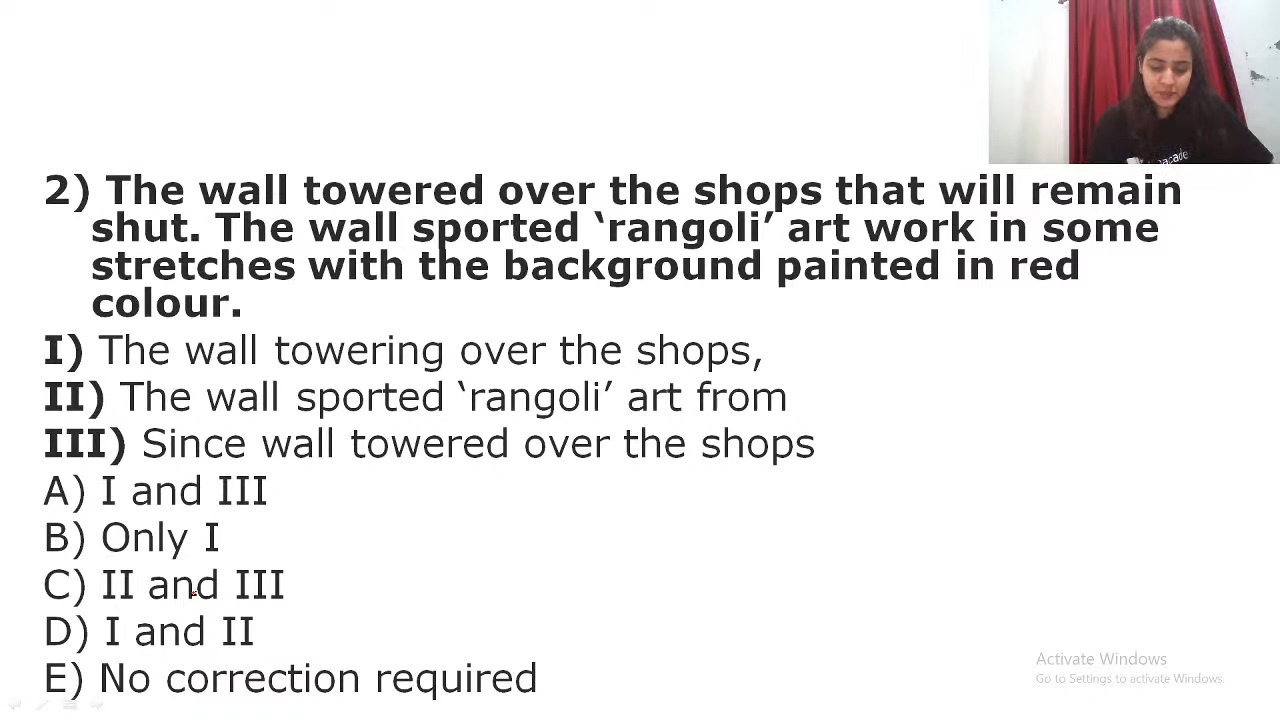 2) The wall towered over the shops that will remain
shut. The wall sported ‘rangoli’ art work in some
stretches with the background painted in red
colour.
I) The wall towering over the shops,
II) The wall sported ‘rangoli’ art from
III) Since wall towered over the shops
A) I and III
B) Only I
C) II and III
D) I and II
E) No correction required
Activate Windows
Go to Settings to activate Windows.